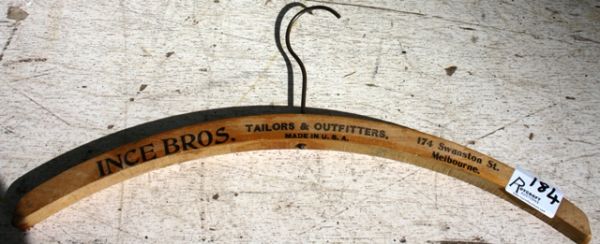 INCE BROS.
TAILORS & OUTFITTERS,
MADE IN U.S.A.
174 Swanston St.
Melbourne.
184